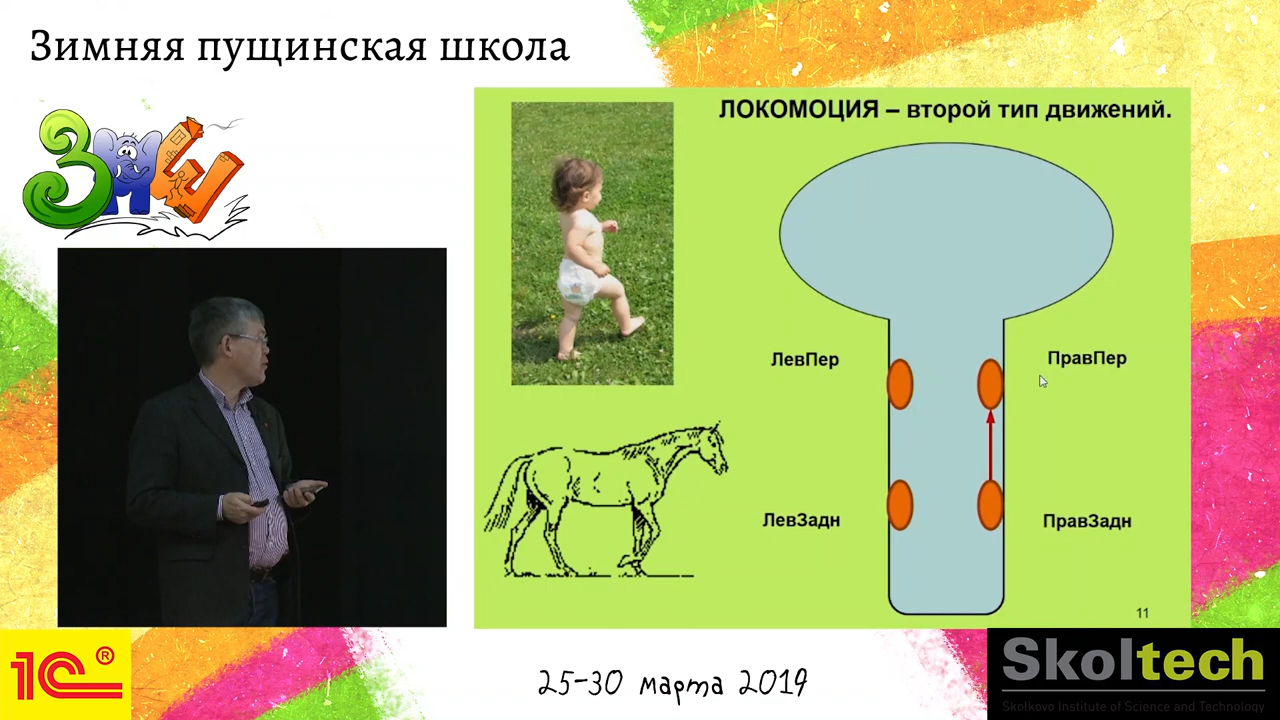 Зимняя пущинская школа
ЗПШ
ЛОКОМОЦИЯ – второй тип движений.
ЛевПер
ПравПер
ЛевЗадн
ПравЗадн
11
1С®
25-30 марта 2019
Skoltech
Skolkovo Institute of Science and Technology